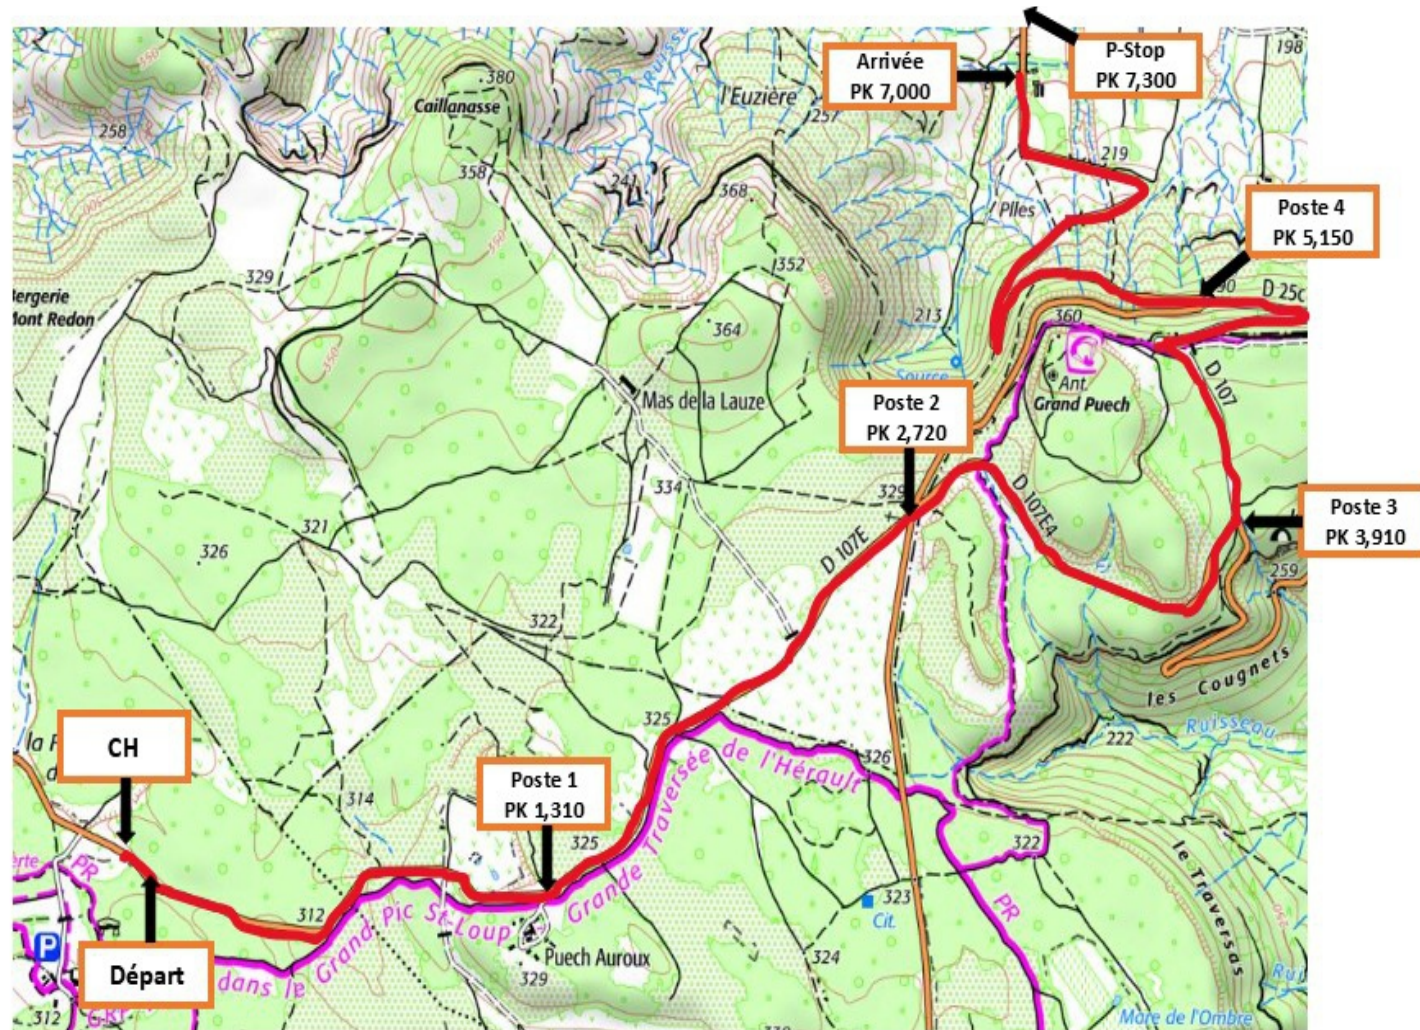 P-Stop
PK 7,300
Arrivée
PK 7,000
198
380
Caillanasse
l'Euzière
257
258
358
241
368
219
Plles
Poste 4
PK 5,150
329
352
90
D 25c
Bergerie
Mont Redon
364
213
360
Source
Ant.
Grand Puech
D 107
Mas de la Lauze
Poste 2
PK 2,720
334
329
D 107E4
Poste 3
PK 3,910
321
326
D 107E
259
322
les Cougnets
Ruisseau
222
325
CH
Poste 1
PK 1,310
326
314
325
Grande Traversée de l'Hérault
322
PR
312
323
Cit.
PR
le Traversas
dans le Grand Pic St-Loup
P
Départ
Puech Auroux
329
324
312
Mare de l'Ombre